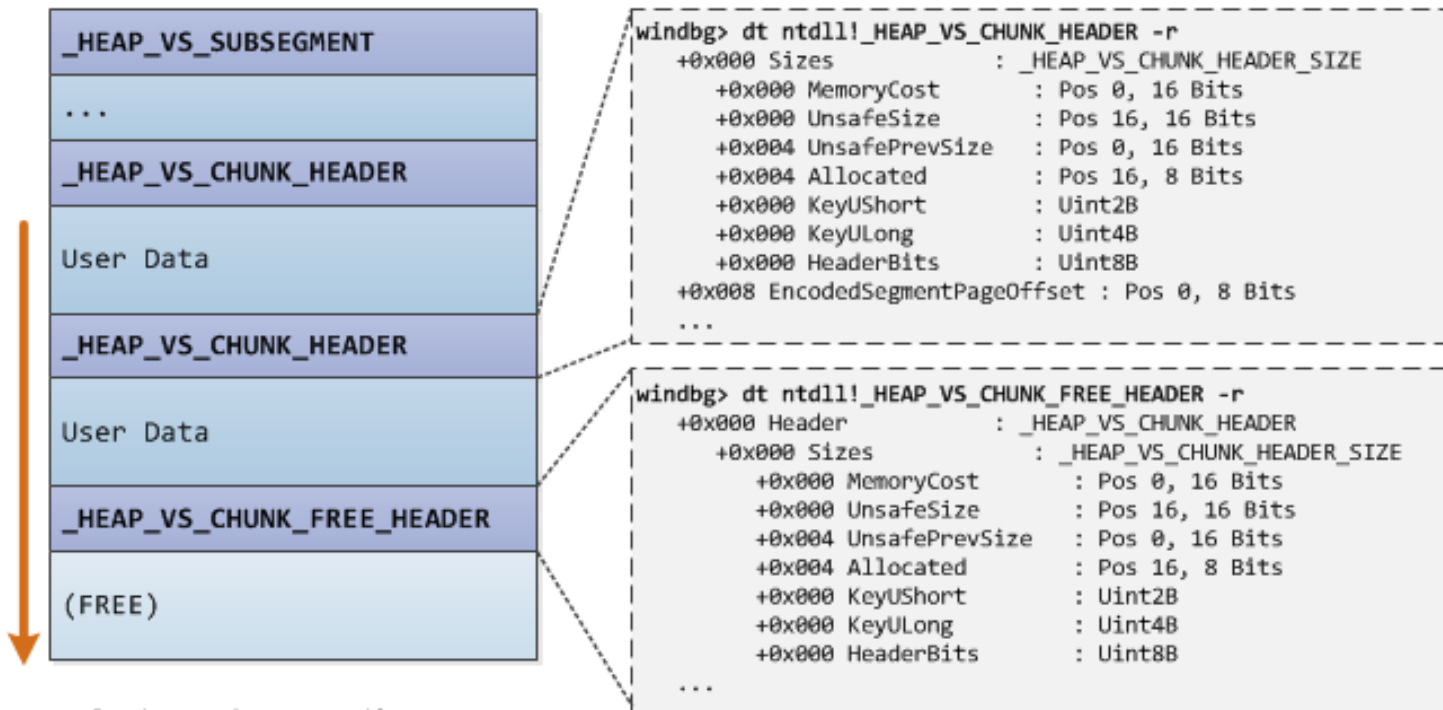 _HEAP_VS_SUBSEGMENT
...
_HEAP_VS_CHUNK_HEADER
User Data
_HEAP_VS_CHUNK_HEADER
User Data
_HEAP_VS_CHUNK_FREE_HEADER
(FREE)
windbg> dt ntdll!_HEAP_VS_CHUNK_HEADER -r
+0x000 Sizes : _HEAP_VS_CHUNK_HEADER_SIZE
+0x000 MemoryCost : Pos 0, 16 Bits
+0x000 UnsafeSize : Pos 16, 16 Bits
+0x004 UnsafePrevSize : Pos 0, 16 Bits
+0x004 Allocated : Pos 16, 8 Bits
+0x000 KeyUShort : Uint2B
+0x000 KeyULong : Uint4B
+0x000 HeaderBits : Uint8B
+0x008 EncodedSegmentPageOffset : Pos 0, 8 Bits
...
windbg> dt ntdll!_HEAP_VS_CHUNK_FREE_HEADER -r
+0x000 Header : _HEAP_VS_CHUNK_HEADER
+0x000 Sizes : _HEAP_VS_CHUNK_HEADER_SIZE
+0x000 MemoryCost : Pos 0, 16 Bits
+0x000 UnsafeSize : Pos 16, 16 Bits
+0x004 UnsafePrevSize : Pos 0, 16 Bits
+0x004 Allocated : Pos 16, 8 Bits
+0x000 KeyUShort : Uint2B
+0x000 KeyULong : Uint4B
+0x000 HeaderBits : Uint8B
...